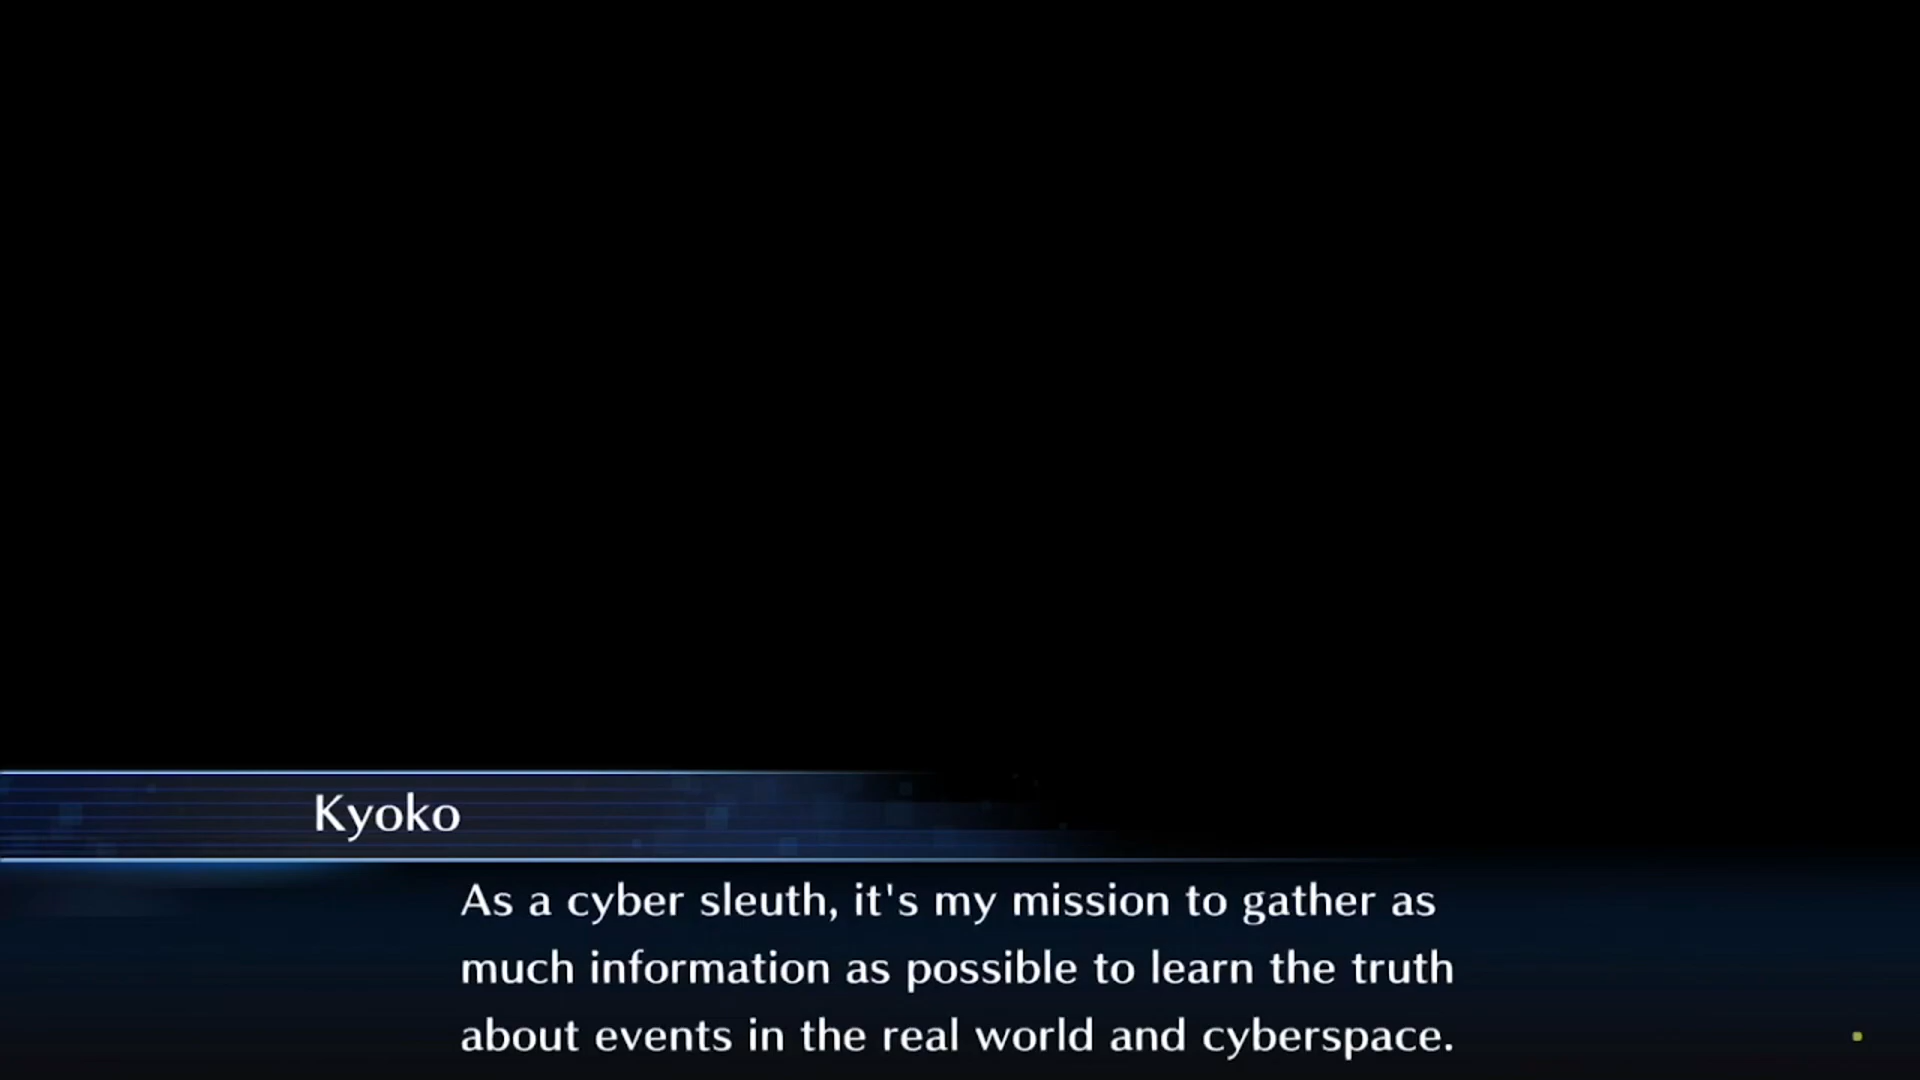 Kyoko
As a cyber sleuth, it's my mission to gather as
much information as possible to learn the truth
about events in the real world and cyberspace.